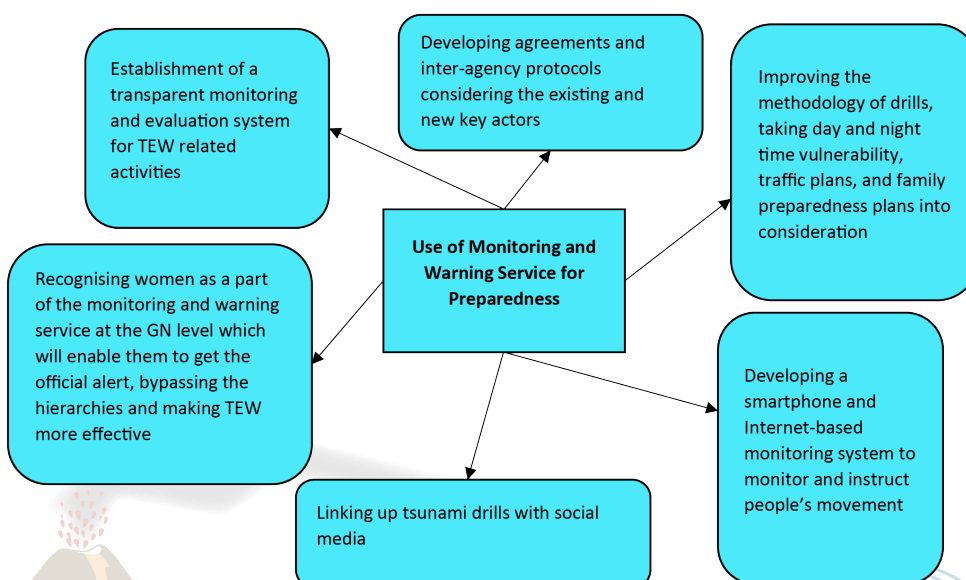 Establishment of a
transparent monitoring
and evaluation system
for TEW related
activities
Developing agreements and
inter-agency protocols
considering the existing and
new key actors
Improving the
methodology of drills,
taking day and night
time vulnerability,
traffic plans, and family
preparedness plans into
consideration
Use of Monitoring and
Warning Service for
Preparedness
Recognising women as a part
of the monitoring and warning
service at the GN level which
will enable them to get the
official alert, bypassing the
hierarchies and making TEW
more effective
Developing a
smartphone and
Internet-based
monitoring system to
monitor and instruct
people’s movement
Linking up tsunami drills with social
media